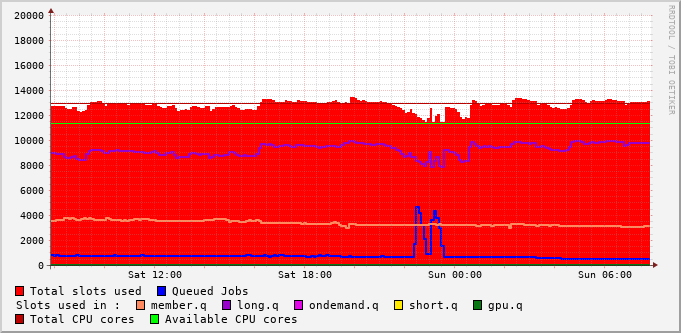 20000
18000
16000
14000
12000
10000
8000
6000
4000
2000
0
Sat 12:00 Sat 18:00 Sun 00:00 Sun 06:00
RRDTOOL / TOBI OETIKER
Total slots used Queued Jobs
Slots used in : member.q long.q ondemand.q short.q gpu.q
Total CPU cores Available CPU cores